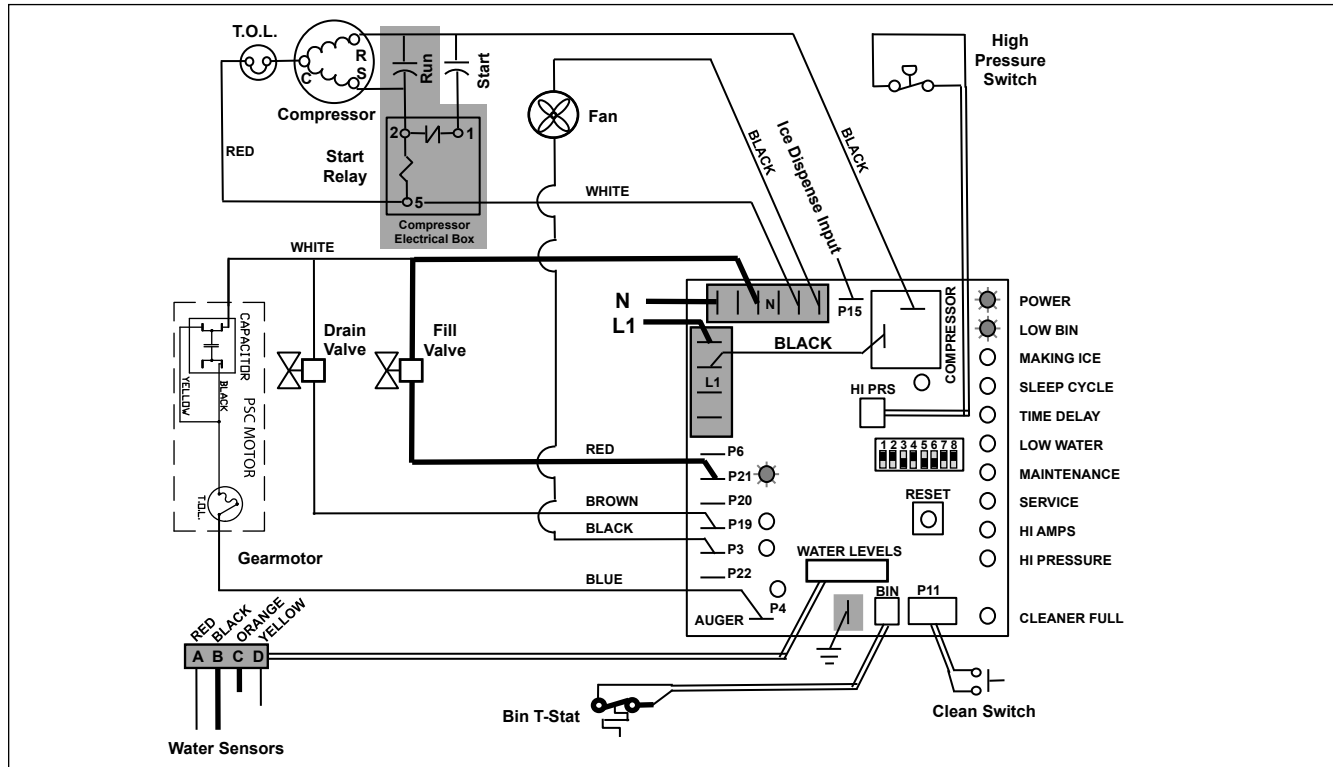 T.O.L.
R
S
C
Compressor
Run
Start
RED
Start
Relay
2
1
5
Compressor
Electrical Box
WHITE
WHITE
Fan
BLACK
Ice Dispense Input
BLACK
High
Pressure
Switch
N
L1
N
L1
P15
BLACK
COMPRESSOR
HI PRS
1 2 3 4 5 6 7 8
RESET
POWER
LOW BIN
MAKING ICE
SLEEP CYCLE
TIME DELAY
LOW WATER
MAINTENANCE
SERVICE
HI AMPS
HI PRESSURE
CLEANER FULL
CAPACITOR
YELLOW
BLACK
PSC MOTOR
T.O.L.
Gearmotor
Drain
Valve
Fill
Valve
RED
BROWN
BLACK
BLUE
P6
P21
P20
P19
P3
P22
P4
AUGER
WATER LEVELS
BIN
P11
RED
BLACK
ORANGE
YELLOW
A B C D
Water Sensors
Bin T-Stat
Clean Switch